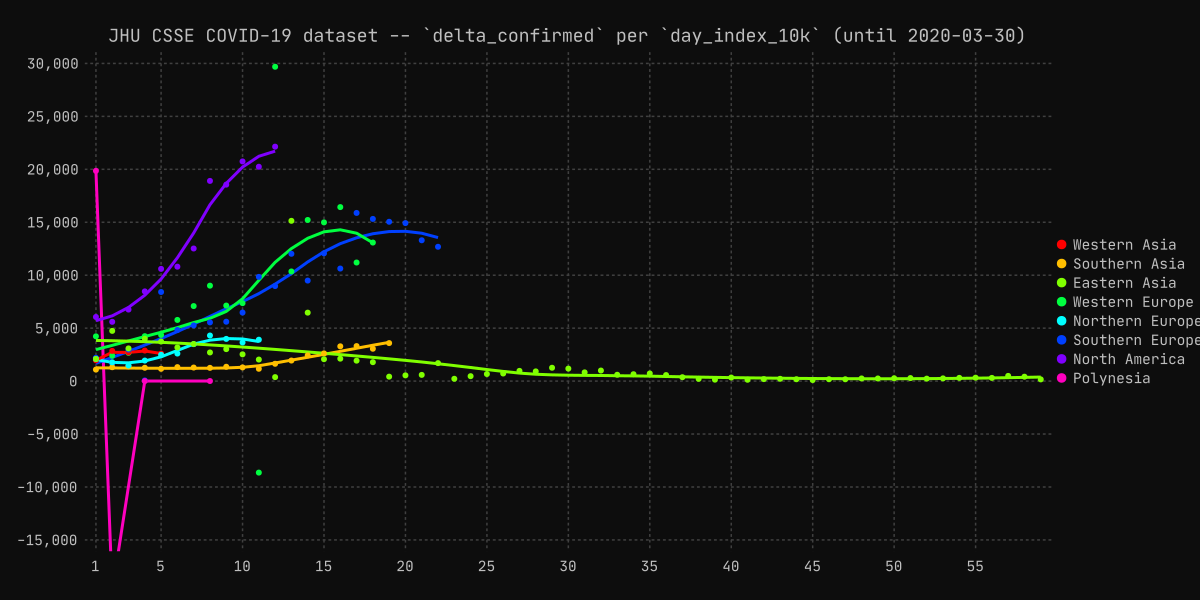 JHU CSSE COVID-19 dataset -- `delta_confirmed` per `day_index_10k` (until 2020-03-30)
30,000
25,000
20,000
15,000
10,000
5,000
0
-5,000
-10,000
-15,000
1 5 10 15 20 25 30 35 40 45 50 55
Western Asia
Southern Asia
Eastern Asia
Western Europe
Northern Europe
Southern Europe
North America
Polynesia